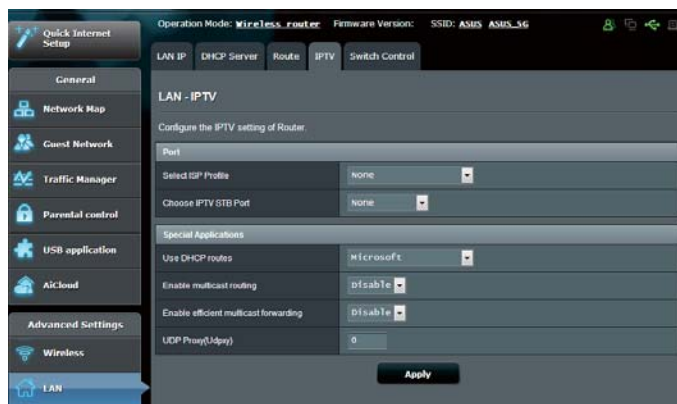 Quick Internet
Setup
Operation Mode: Wireless router Firmware Version: SSID: ASUS ASUS_5G
LAN IP DHCP Server Route IPTV Switch Control
General
Network Map
Guest Network
Traffic Manager
Parental control
USB application
AiCloud
Advanced Settings
Wireless
LAN
LAN - IPTV
Configure the IPTV setting of Router.
Port
Select ISP Profile None
Choose IPTV STB Port None
Special Applications
Use DHCP routes Microsoft
Enable multicast routing Disable
Enable efficient multicast forwarding Disable
UDP Proxy(Udpxy) 0
Apply